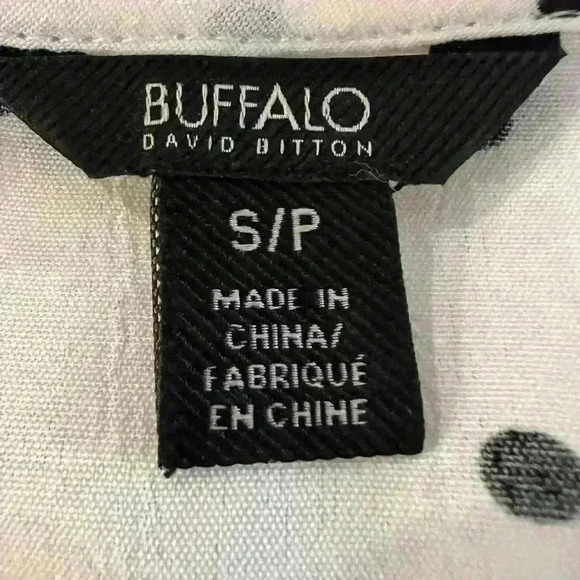 BUFFALO
DAVID BITTON
S/P
MADE IN
CHINA/
FABRIQUÉ
EN CHINE